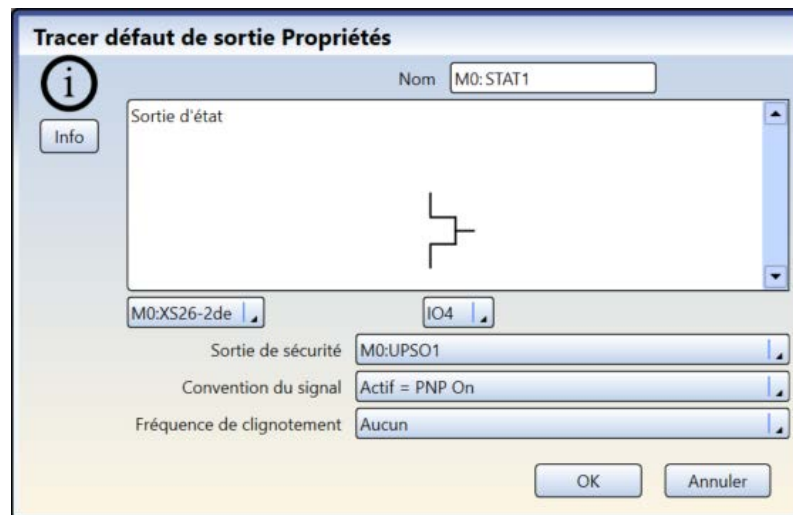 Tracer défaut de sortie Propriétés
i
Nom M0: STAT1
Info
Sortie d'état
M0:XS26-2de IO4
Sortie de sécurité M0:UPSO1
Convention du signal Actif = PNP On
Fréquence de clignotement Aucun
OK Annuler